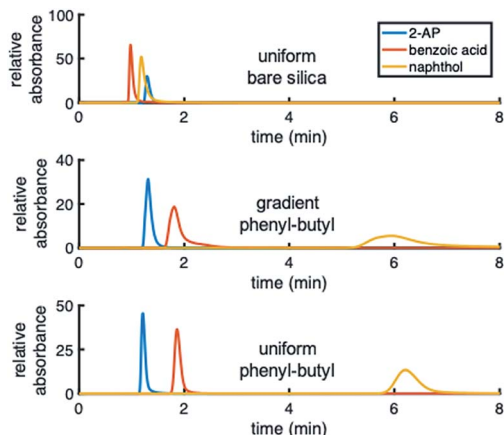 2-AP
benzoic acid
naphthol
relative
absorbance
100
50
0
uniform
bare silica
0 2 4 6 8
time (min)
relative
absorbance
40
20
0
gradient
phenyl-butyl
0 2 4 6 8
time (min)
relative
absorbance
50
25
0
uniform
phenyl-butyl
0 2 4 6 8
time (min)